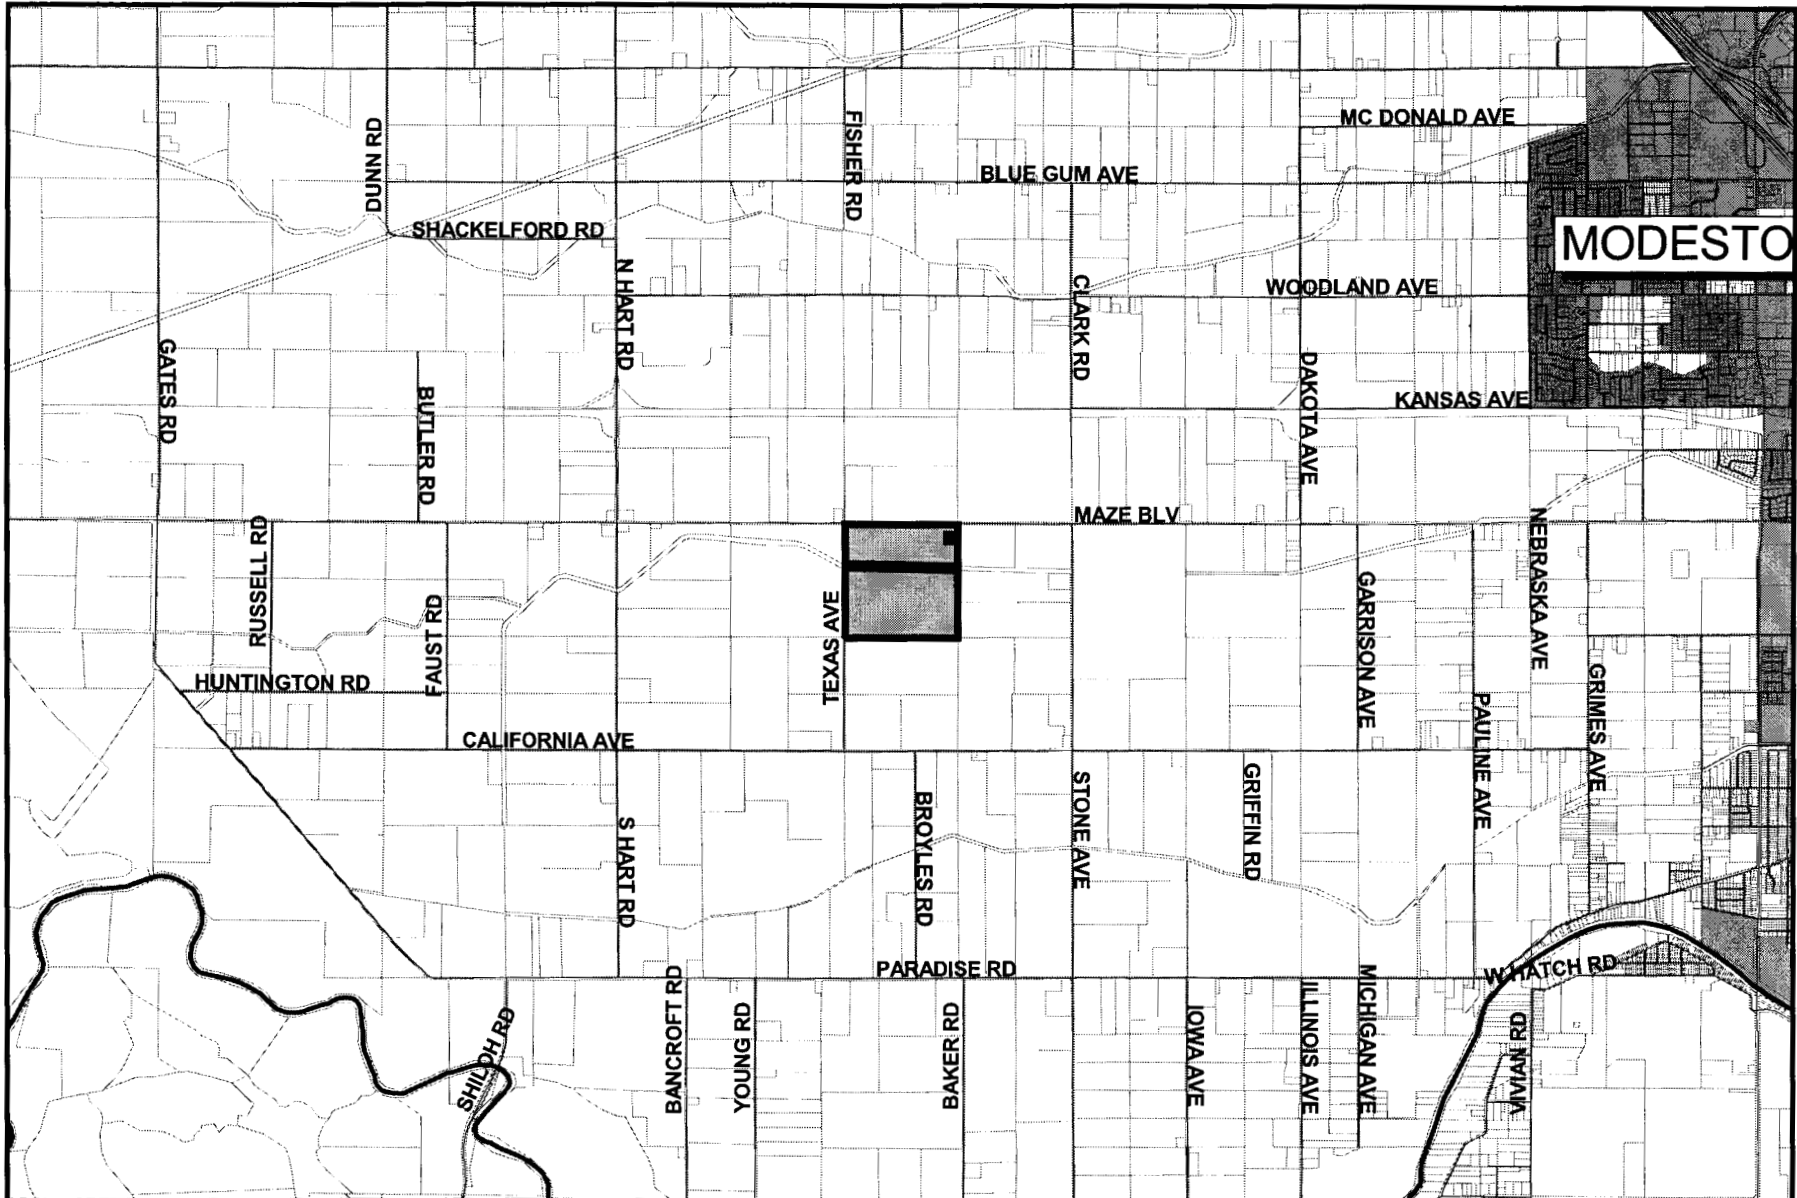 MC DONALD AVE
DUNN RD
FISHER RD
BLUE GUM AVE
SHACKELFORD RD
MODESTO
N HART RD
CLARK RD
WOODLAND AVE
GATES RD
BUTLER RD
DAKOTA AVE
KANSAS AVE
MAZE BLV
RUSSELL RD
NEBRASKA AVE
FAUST RD
TEXAS AVE
GARRISON AVE
HUNTINGTON RD
GRIMES AVE
PAULINE AVE
CALIFORNIA AVE
S HART RD
BROYLES RD
STONE AVE
GRIFFIN RD
PARADISE RD
W HATCH RD
BANCROFT RD
YOUNG RD
BAKER RD
IOWA AVE
ILLINOIS AVE
MICHIGAN AVE
VIVIAN RD
SHILOH RD